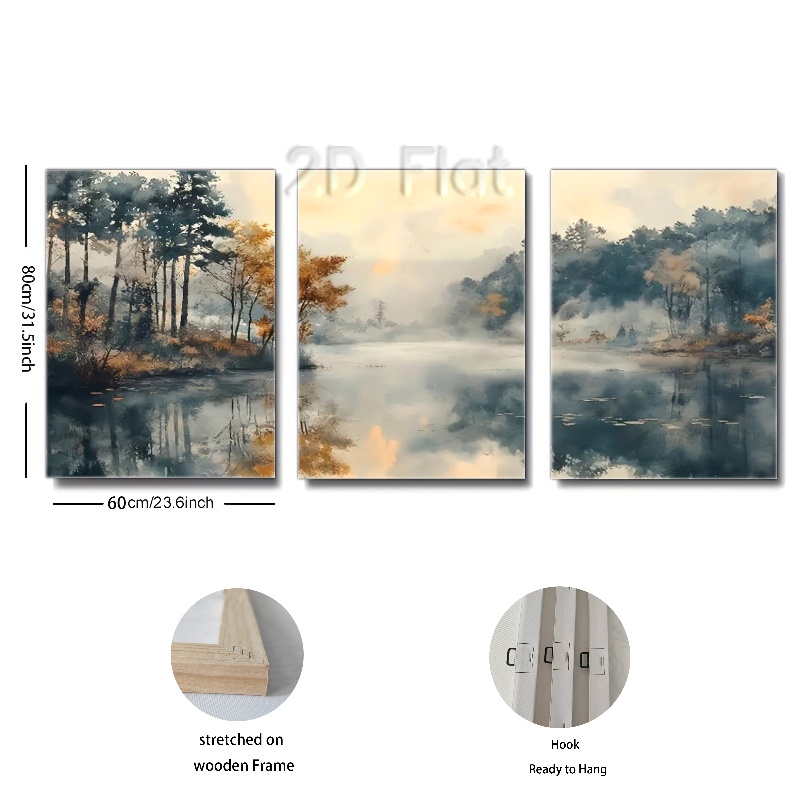 2D Flat
80cm/31.5inch
60cm/23.6inch
stretched on
wooden Frame
Hook
Ready to Hang